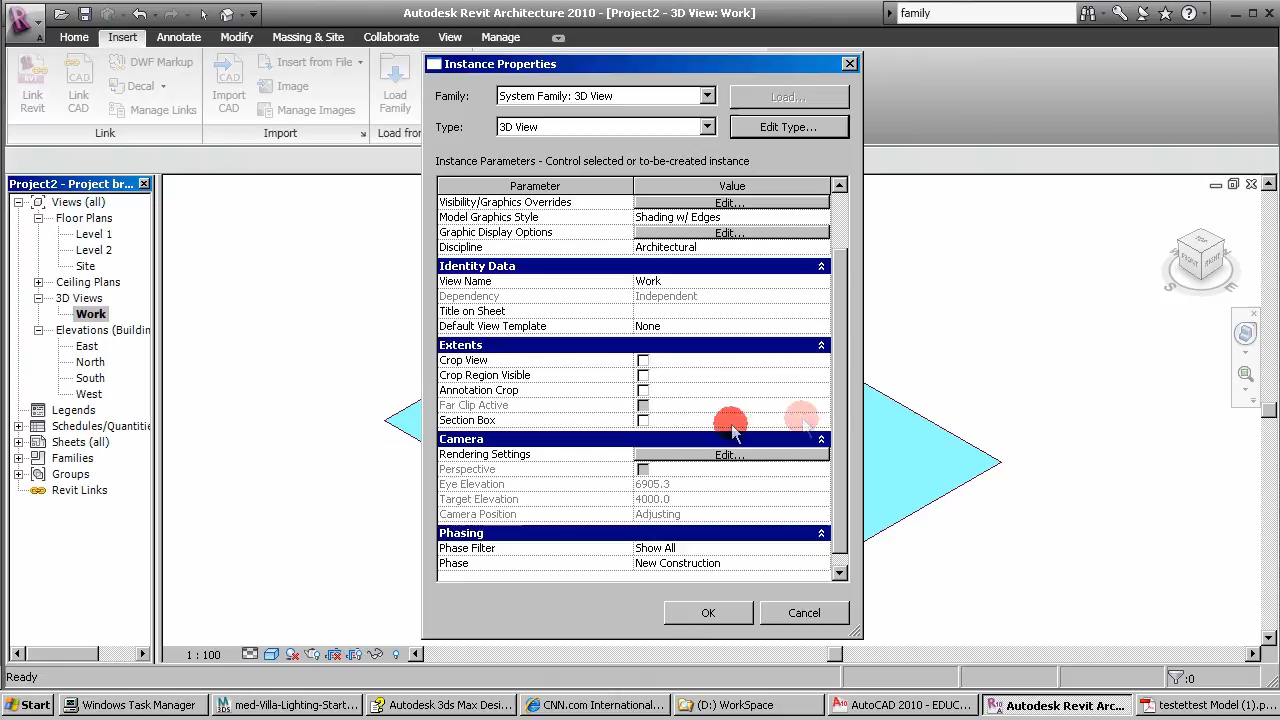 Autodesk Revit Architecture 2010 - [Project2 - 3D View: Work]
family
Home Insert Annotate Modify Massing & Site Collaborate View Manage
Link Revit
Link CAD
DWF Markup
Decal
Manage Links
Link
Import CAD
Insert from File
Image
Manage Images
Import
Load Family
Load from
Instance Properties
Family: System Family: 3D View Load...
Type: 3D View Edit Type...
Instance Parameters - Control selected or to-be-created instance
Parameter Value
Visibility/Graphics Overrides Edit...
Model Graphics Style Shading w/ Edges
Graphic Display Options Edit...
Discipline Architectural
Identity Data
View Name Work
Dependency Independent
Title on Sheet
Default View Template None
Extents
Crop View
Crop Region Visible
Annotation Crop
Far Clip Active
Section Box
Camera
Rendering Settings Edit...
Perspective
Eye Elevation 6905.3
Target Elevation 4000.0
Camera Position Adjusting
Phasing
Phase Filter Show All
Phase New Construction
OK Cancel
Project2 - Project br...
Views (all)
Floor Plans
Level 1
Level 2
Site
Ceiling Plans
3D Views
Work
Elevations (Building
East
North
South
West
Legends
Schedules/Quantitie
Sheets (all)
Families
Groups
Revit Links
TOP
FRONT
RIGHT
S
E
1 : 100
Ready
:0
Start Windows Task Manager med-Villa-Lighting-Start... Autodesk 3ds Max Desi... CNN.com International... (D:) WorkSpace AutoCAD 2010 - EDUC... Autodesk Revit Arc... testettest Model (1).p...